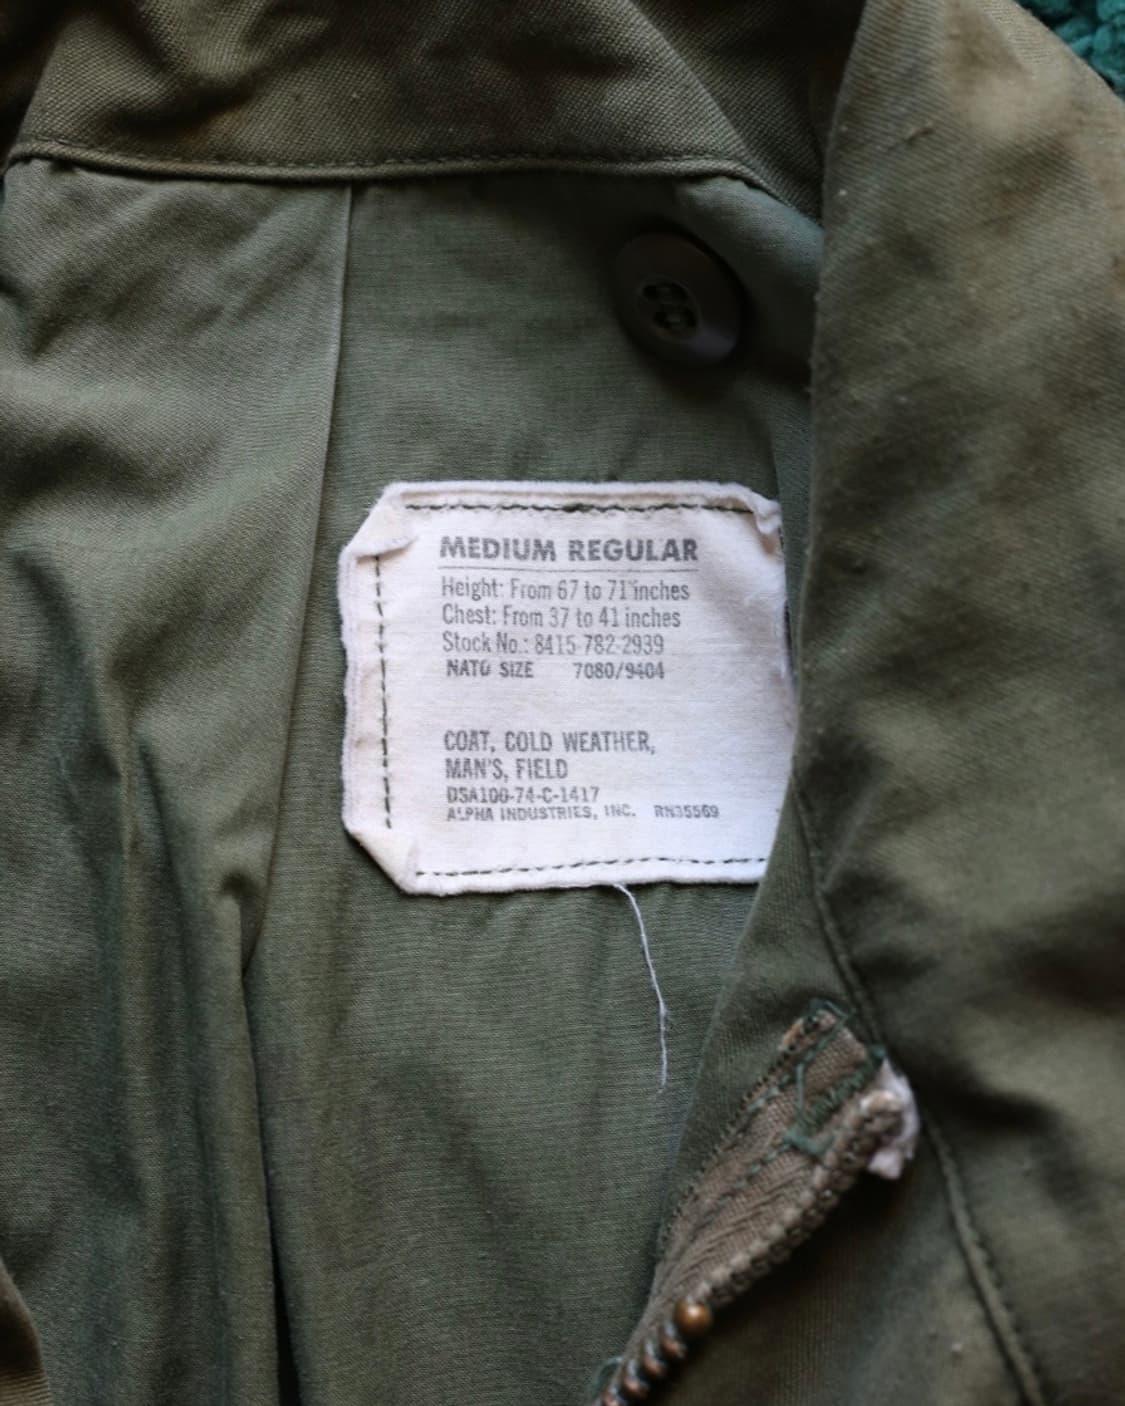 MEDIUM REGULAR
Height: From 67 to 71 inches
Chest: From 37 to 41 inches
Stock No.: 8415-782-2939
NATO SIZE 7080/9404
COAT, COLD WEATHER,
MAN'S, FIELD
DSA100-74-C-1417
ALPHA INDUSTRIES, INC. RN35569